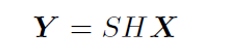 Y = SHX